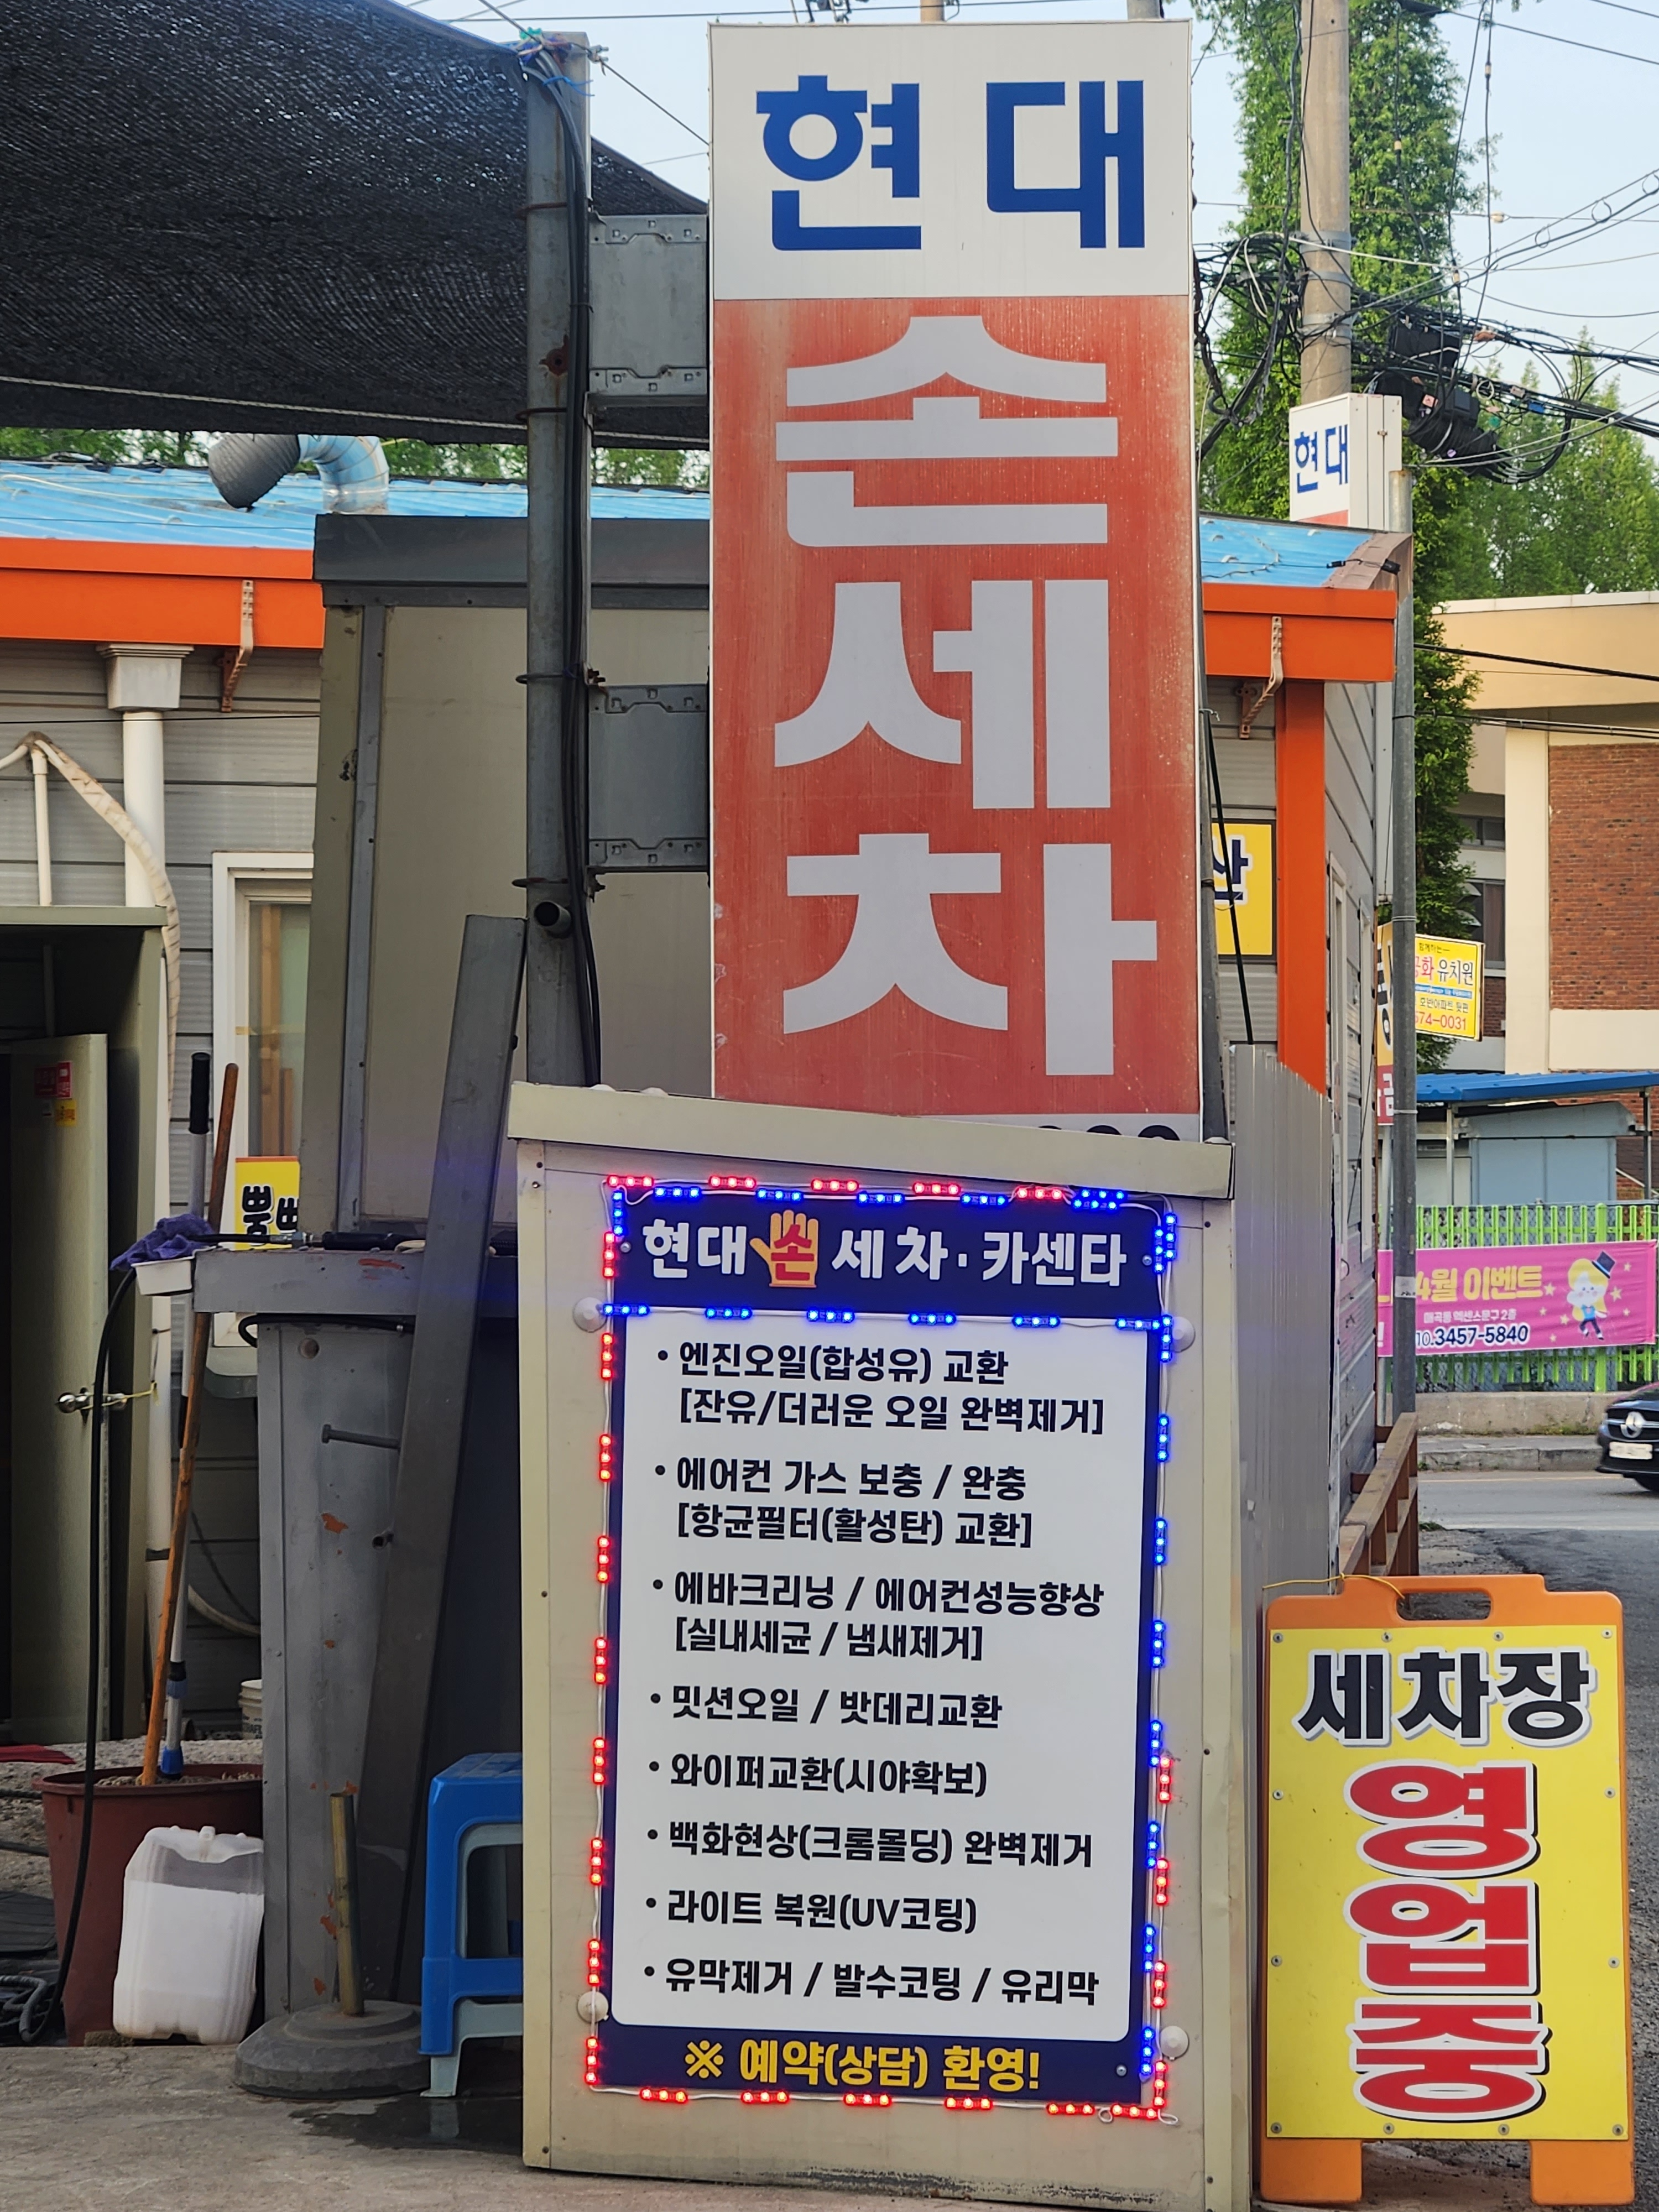 현대
손
세
차
현대
유치원
674-0031
4월 이벤트
3457-5840
현대 손 세차·카센타
• 엔진오일(합성유) 교환
[잔유/더러운 오일 완벽제거]
• 에어컨 가스 보충 / 완충
[항균필터(활성탄) 교환]
• 에바크리닝 / 에어컨성능향상
[실내세균 / 냄새제거]
• 밋션오일 / 밧데리교환
• 와이퍼교환(시야확보)
• 백화현상(크롬몰딩) 완벽제거
• 라이트 복원(UV코팅)
• 유막제거 / 발수코팅 / 유리막
※ 예약(상담) 환영!
세차장
영
업
중